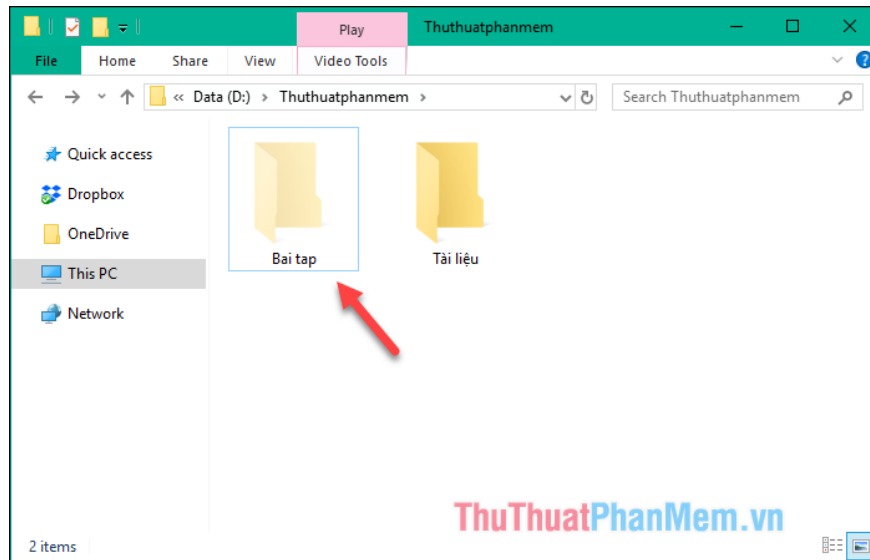 Play Thuthuatphanmem
File Home Share View Video Tools
« Data (D:) › Thuthuatphanmem › Search Thuthuatphanmem
Quick access
Dropbox
OneDrive
This PC
Network
Bai tap Tài liệu
ThuThuatPhanMem.vn
2 items